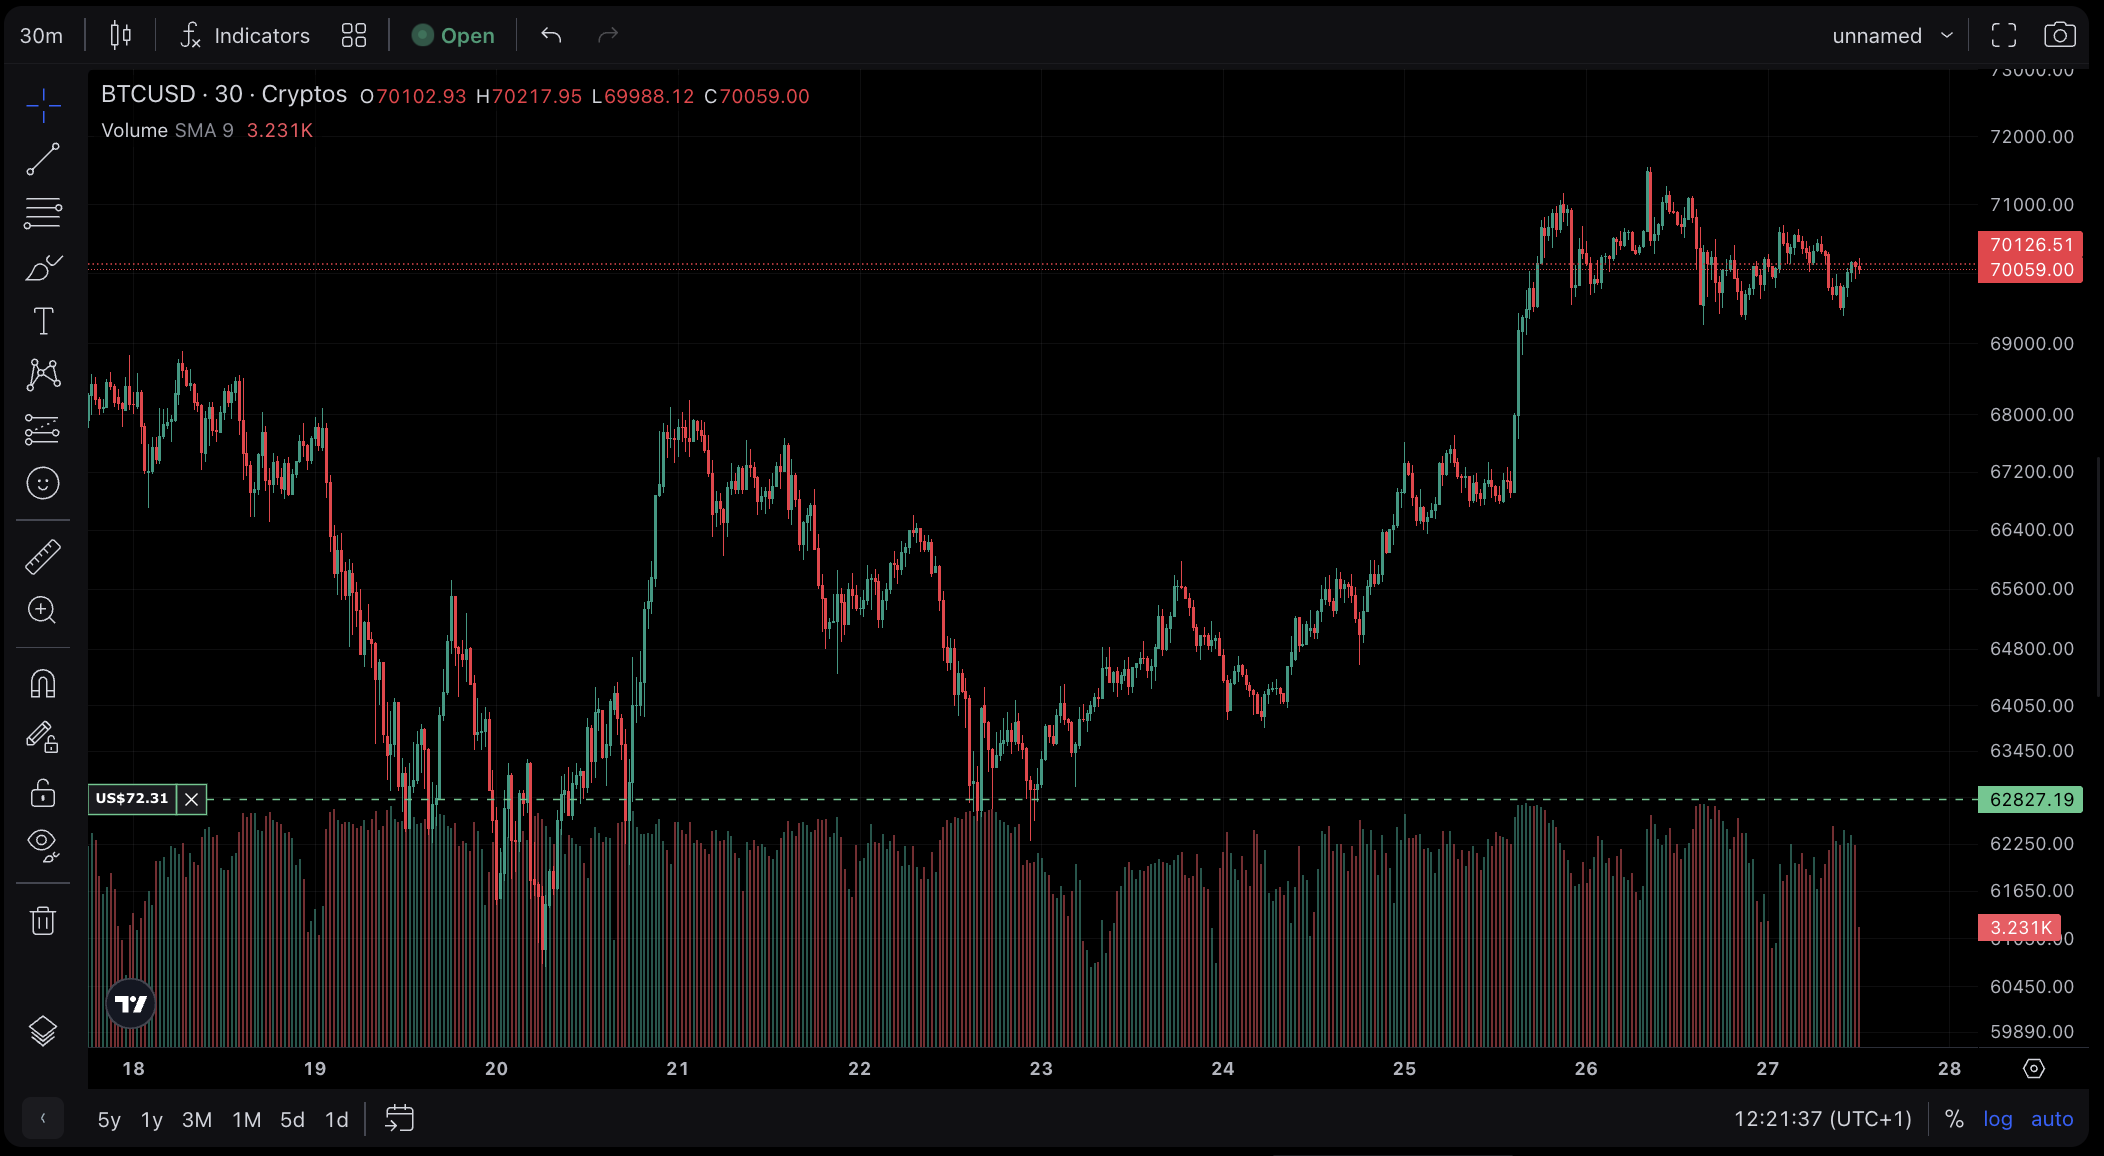 30m
Indicators
Open
unnamed
BTCUSD · 30 · Cryptos O70102.93 H70217.95 L69988.12 C70059.00
Volume SMA 9 3.231K
73000.00
72000.00
71000.00
70126.51
70059.00
69000.00
68000.00
67200.00
66400.00
65600.00
64800.00
64050.00
63450.00
US$72.31
62827.19
62250.00
61650.00
3.231K
60450.00
59890.00
18 19 20 21 22 23 24 25 26 27 28
5y 1y 3M 1M 5d 1d
12:21:37 (UTC+1) % log auto